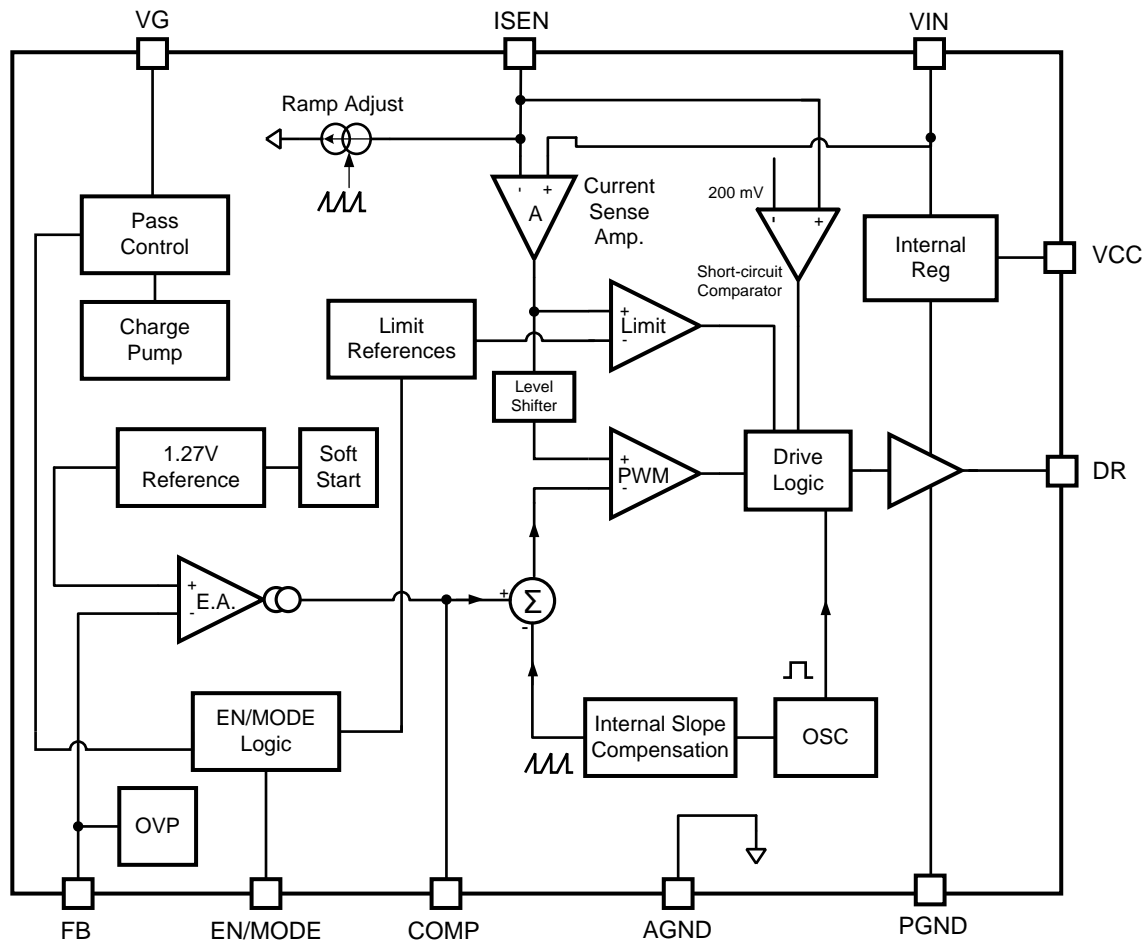 VG
ISEN
VIN
Ramp Adjust
- +
A
Current
Sense
Amp.
200 mV
- +
Pass
Control
Internal
Reg
VCC
Short-circuit
Comparator
Charge
Pump
Limit
References
+
Limit
-
Level
Shifter
1.27V
Reference
Soft
Start
+
PWM
-
Drive
Logic
DR
+
E.A.
-
+
Σ
-
EN/MODE
Logic
Internal Slope
Compensation
OSC
OVP
FB
EN/MODE
COMP
AGND
PGND